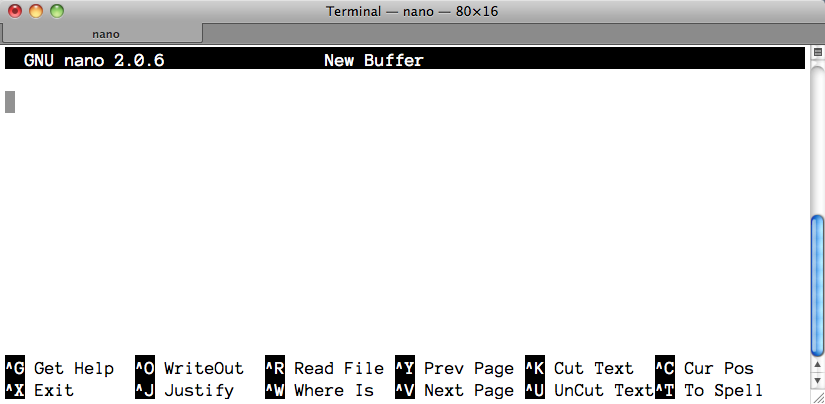 Terminal — nano — 80×16
nano
GNU nano 2.0.6 New Buffer
^G Get Help ^O WriteOut ^R Read File ^Y Prev Page ^K Cut Text ^C Cur Pos
^X Exit ^J Justify ^W Where Is ^V Next Page ^U UnCut Text ^T To Spell